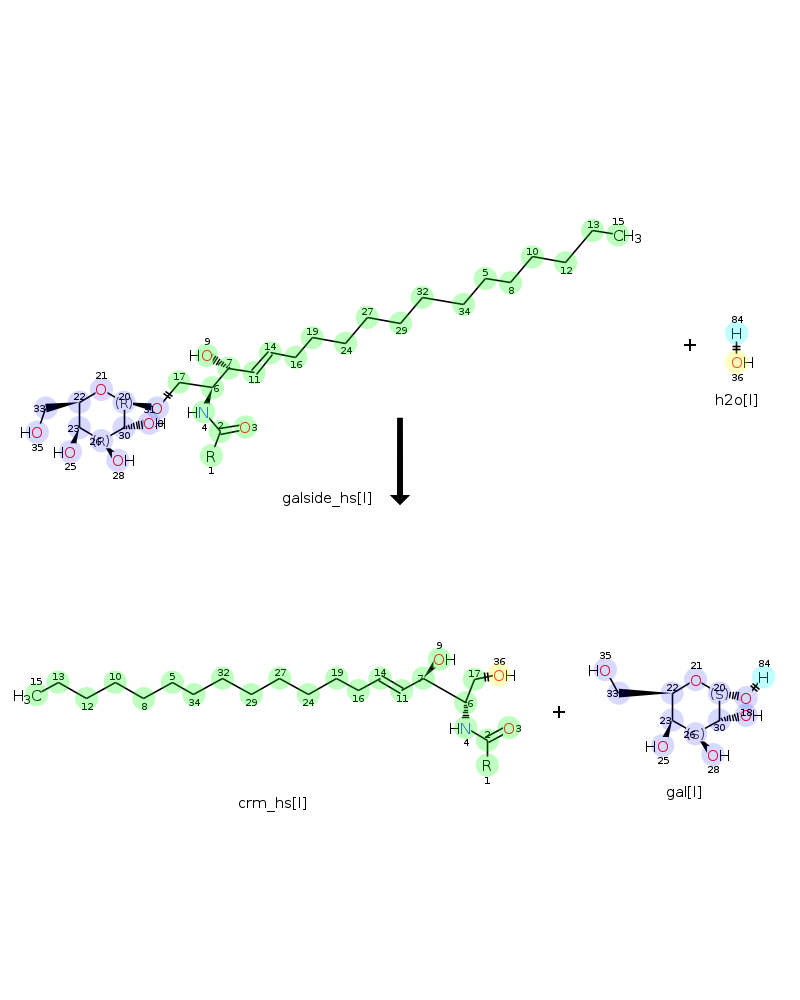 13 15
CH3
10
12
5
8
32
34
27
29
19
24
9
HO
14
7
16
11
17
6
HN
4
2
O 3
R
1
21
O
22
20
(R)
O
33
OH
23
30
26
(R)
HO
35
HO
25
OH
28
galside_hs[l]
+
84
H
OH
36
h2o[l]
15
H3C
13
12
10
8
5
34
32
29
27
24
19
16
14
11
7
9
OH
17
36
OH
6
HN
4
2
O 3
R
1
crm_hs[l]
+
35
HO
33
21
O
22
20
(S)
O
84
H
18
OH
23
30
26
(S)
HO
25
OH
28
gal[l]